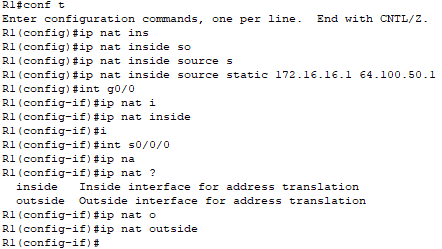 R1#conf t
Enter configuration commands, one per line.  End with CNTL/Z.
R1(config)#ip nat ins
R1(config)#ip nat inside so
R1(config)#ip nat inside source s
R1(config)#ip nat inside source static 172.16.16.1 64.100.50.1
R1(config)#int g0/0
R1(config-if)#ip nat i
R1(config-if)#ip nat inside
R1(config-if)#i
R1(config-if)#int s0/0/0
R1(config-if)#ip na
R1(config-if)#ip nat ?
  inside   Inside interface for address translation
  outside  Outside interface for address translation
R1(config-if)#ip nat o
R1(config-if)#ip nat outside
R1(config-if)#